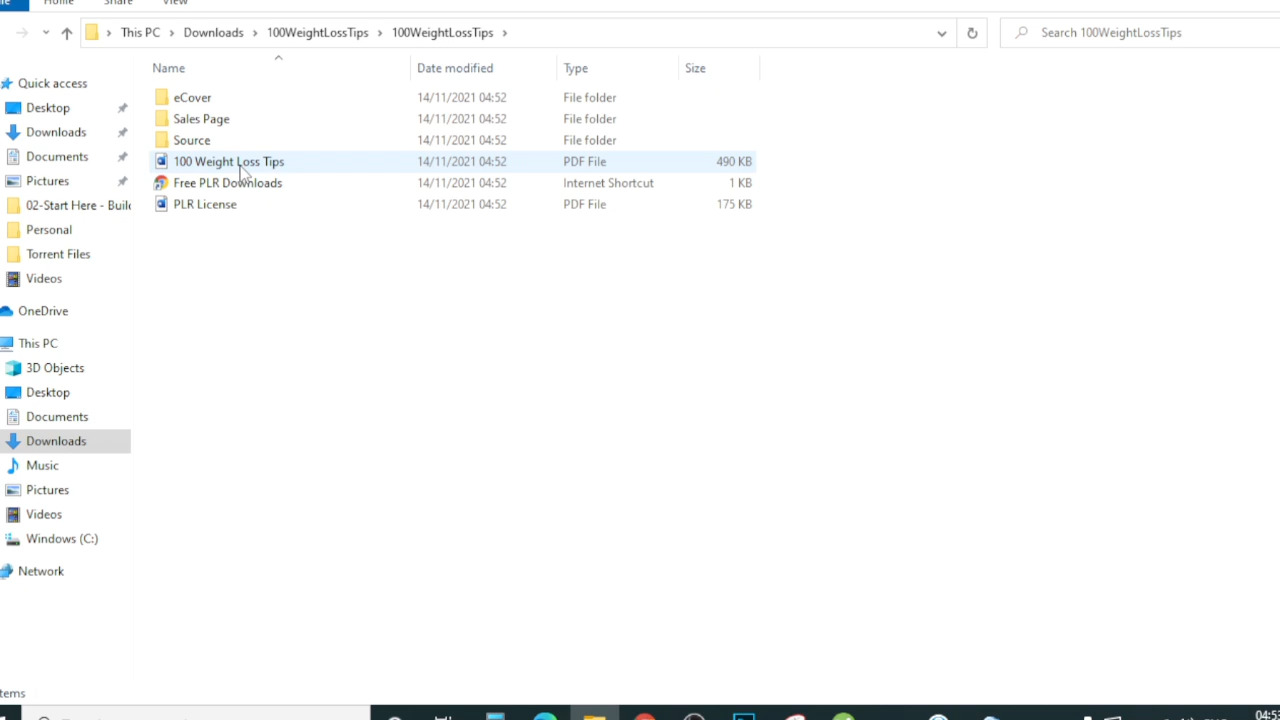 Home Share View
This PC > Downloads > 100WeightLossTips > 100WeightLossTips >
Search 100WeightLossTips
Name Date modified Type Size
Quick access
Desktop
Downloads
Documents
Pictures
02-Start Here - Build
Personal
Torrent Files
Videos
OneDrive
This PC
3D Objects
Desktop
Documents
Downloads
Music
Pictures
Videos
Windows (C:)
Network
eCover 14/11/2021 04:52 File folder
Sales Page 14/11/2021 04:52 File folder
Source 14/11/2021 04:52 File folder
100 Weight Loss Tips 14/11/2021 04:52 PDF File 490 KB
Free PLR Downloads 14/11/2021 04:52 Internet Shortcut 1 KB
PLR License 14/11/2021 04:52 PDF File 175 KB
tems